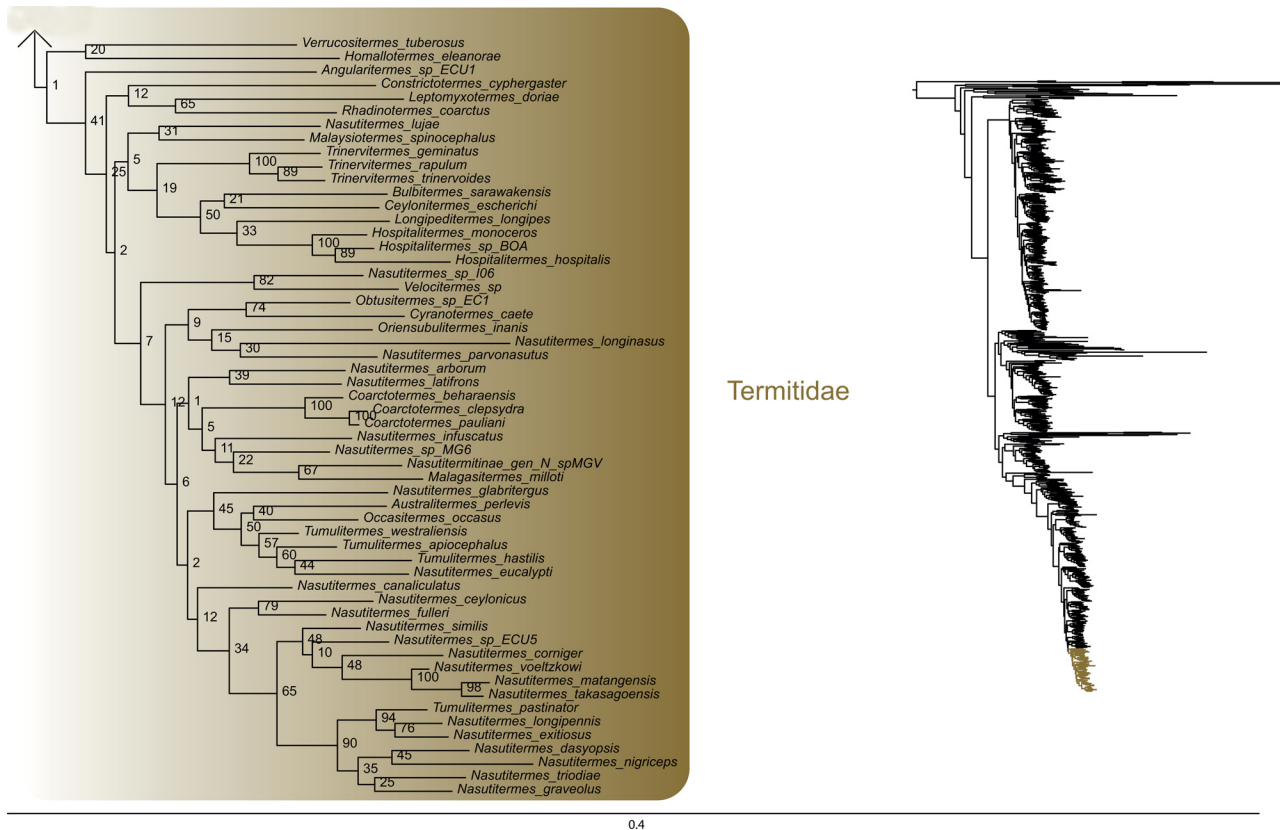 Verrucositermes_tuberosus
20
Homallotermes_eleanorae
Angularitermes_sp_ECU1
1
Constrictotermes_cyphergaster
12
Leptomyxotermes_doriae
65
Rhadinotermes_coarctus
41
Nasutitermes_lujae
31
Malaysiotermes_spinocephalus
Trinervitermes_geminatus
5
100
Trinervitermes_rapulum
25
89
Trinervitermes_trinervoides
19
Bulbitermes_sarawakensis
21
Ceylonitermes_escherichi
50
Longipeditermes_longipes
33
Hospitalitermes_monoceros
100
Hospitalitermes_sp_BOA
2
89
Hospitalitermes_hospitalis
Nasutitermes_sp_I06
82
Velocitermes_sp
Obtusitermes_sp_EC1
74
Cyranotermes_caete
9
Oriensubulitermes_inanis
15
Nasutitermes_longinasus
7
30
Nasutitermes_parvonasutus
Nasutitermes_arborum
39
Nasutitermes_latifrons
Termitidae
Coarctotermes_beharaensis
12
1
100
Coarctotermes_clepsydra
100
Coarctotermes_pauliani
5
Nasutitermes_infuscatus
11
Nasutitermes_sp_MG6
22
Nasutitermitinae_gen_N_spMGV
67
Malagasitermes_milloti
6
Nasutitermes_glabritergus
45
Australitermes_perlevis
40
Occasitermes_occasus
50
Tumulitermes_westraliensis
57
Tumulitermes_apiocephalus
60
Tumulitermes_hastilis
2
44
Nasutitermes_eucalypti
Nasutitermes_canaliculatus
Nasutitermes_ceylonicus
79
12
Nasutitermes_fulleri
Nasutitermes_similis
48
Nasutitermes_sp_ECU5
34
10
Nasutitermes_corniger
48
Nasutitermes_voeltzkowi
100
Nasutitermes_matangensis
98
65
Nasutitermes_takasagoensis
Tumulitermes_pastinator
94
Nasutitermes_longipennis
76
Nasutitermes_exitiosus
90
Nasutitermes_dasyopsis
45
Nasutitermes_nigriceps
35
Nasutitermes_triodiae
25
Nasutitermes_graveolus
0.4